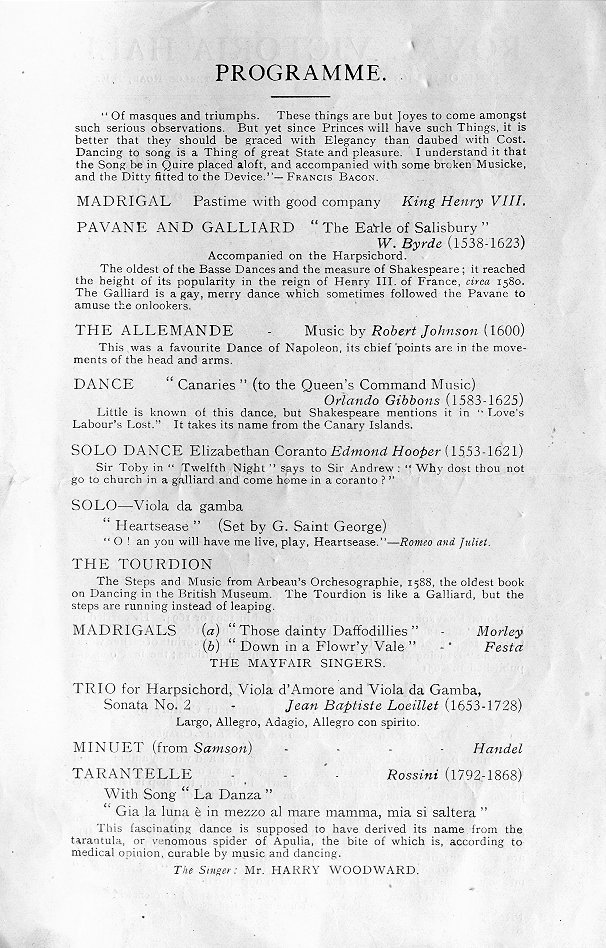 PROGRAMME.
" Of masques and triumphs. These things are but Joyes to come amongst
such serious observations. But yet since Princes will have such Things, it is
better that they should be graced with Elegancy than daubed with Cost.
Dancing to song is a Thing of great State and pleasure. I understand it that
the Song be in Quire placed aloft, and accompanied with some broken Musicke,
and the Ditty fitted to the Device."— FRANCIS BACON.
MADRIGAL Pastime with good company King Henry VIII.
PAVANE AND GALLIARD " The Earle of Salisbury "
W. Byrde (1538-1623)
Accompanied on the Harpsichord.
The oldest of the Basse Dances and the measure of Shakespeare ; it reached
the height of its popularity in the reign of Henry III. of France, circa 1580.
The Galliard is a gay, merry dance which sometimes followed the Pavane to
amuse the onlookers.
THE ALLEMANDE - Music by Robert Johnson (1600)
This was a favourite Dance of Napoleon, its chief points are in the move-
ments of the head and arms.
DANCE " Canaries " (to the Queen's Command Music)
Orlando Gibbons (1583-1625)
Little is known of this dance, but Shakespeare mentions it in " Love's
Labour's Lost." It takes its name from the Canary Islands.
SOLO DANCE Elizabethan Coranto Edmond Hooper (1553-1621)
Sir Toby in " Twelfth Night " says to Sir Andrew : " Why dost thou not
go to church in a galliard and come home in a coranto ? "
SOLO—Viola da gamba
" Heartsease " (Set by G. Saint George)
" O ! an you will have me live, play, Heartsease."—Romeo and Juliet.
THE TOURDION
The Steps and Music from Arbeau's Orchesographie, 1588, the oldest book
on Dancing in the British Museum. The Tourdion is like a Galliard, but the
steps are running instead of leaping.
MADRIGALS (a) " Those dainty Daffodillies " - Morley
(b) " Down in a Flowr'y Vale " - Festa
THE MAYFAIR SINGERS.
TRIO for Harpsichord, Viola d'Amore and Viola da Gamba,
Sonata No. 2 - Jean Baptiste Loeillet (1653-1728)
Largo, Allegro, Adagio, Allegro con spirito.
MINUET (from Samson) - - - - Handel
TARANTELLE - - - Rossini (1792-1868)
With Song " La Danza "
" Gia la luna è in mezzo al mare mamma, mia si saltera "
This fascinating dance is supposed to have derived its name from the
tarantula, or venomous spider of Apulia, the bite of which is, according to
medical opinion, curable by music and dancing.
The Singer : Mr. HARRY WOODWARD.